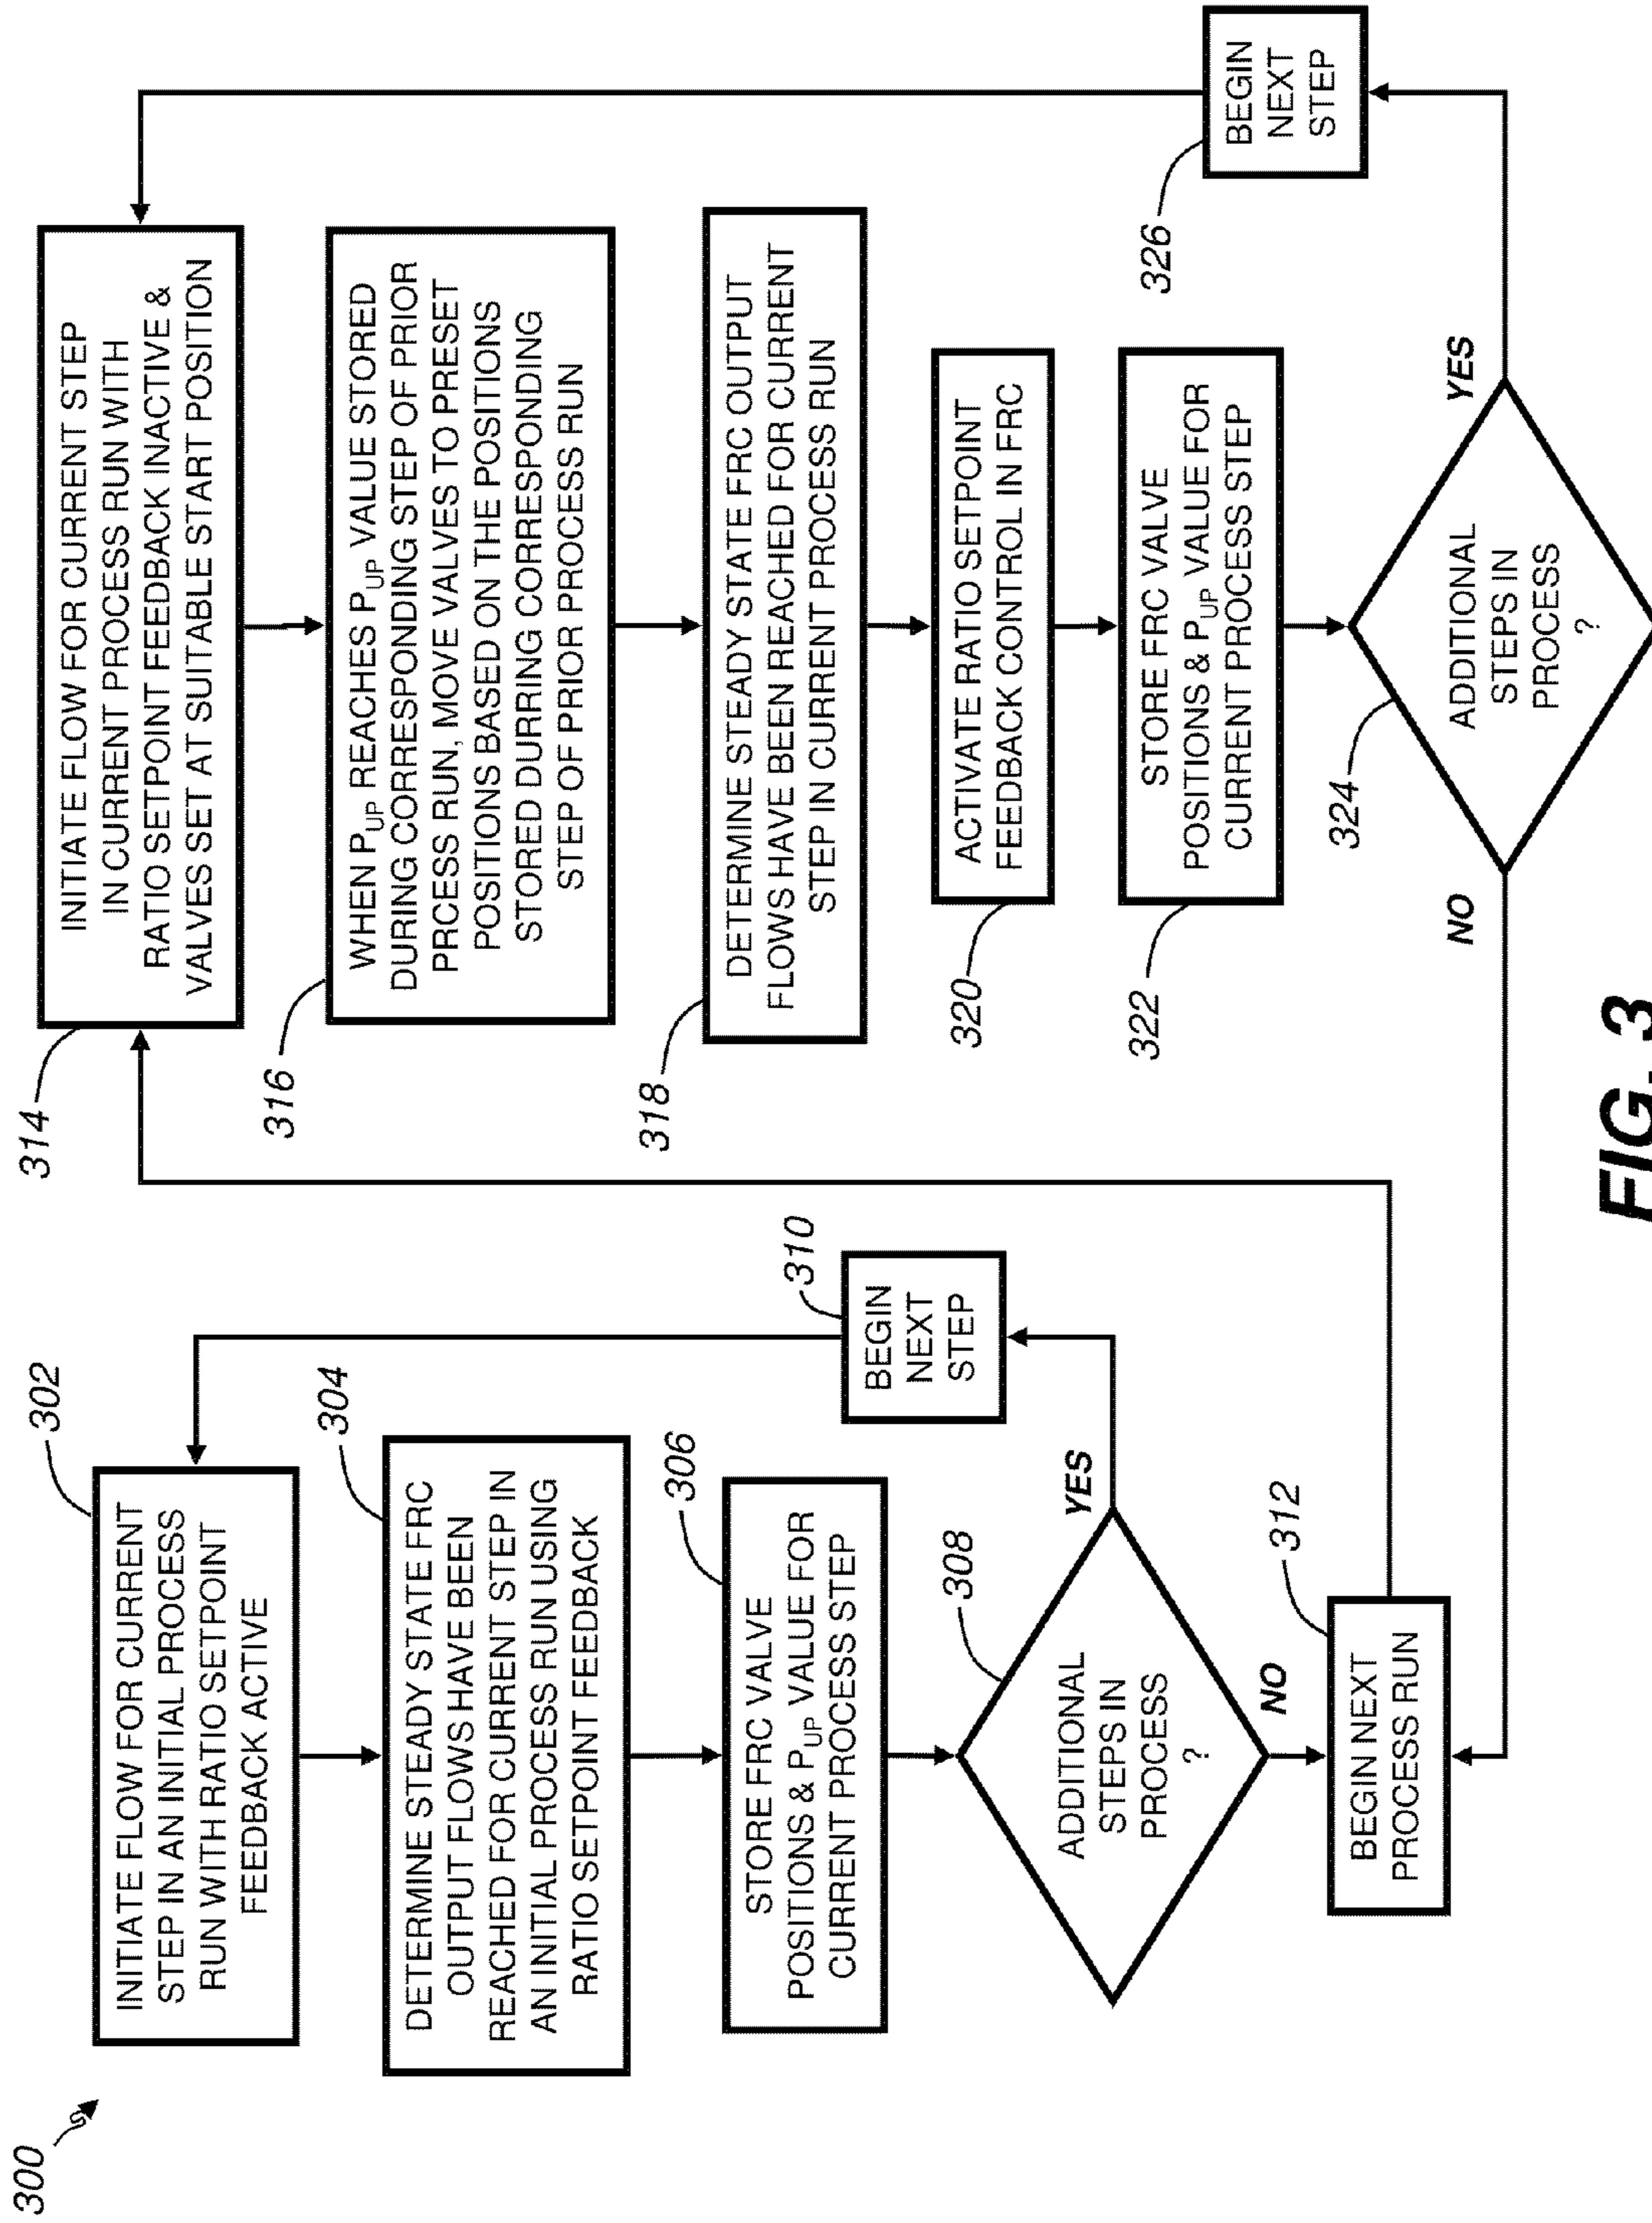 300
302
INITIATE FLOW FOR CURRENT
STEP IN AN INITIAL PROCESS
RUN WITH RATIO SETPOINT
FEEDBACK ACTIVE
304
DETERMINE STEADY STATE FRC
OUTPUT FLOWS HAVE BEEN
REACHED FOR CURRENT STEP IN
AN INITIAL PROCESS RUN USING
RATIO SETPOINT FEEDBACK
306
STORE FRC VALVE
POSITIONS & PUP VALUE FOR
CURRENT PROCESS STEP
308
ADDITIONAL
STEPS IN
PROCESS
?
YES
NO
310
BEGIN
NEXT
STEP
312
BEGIN NEXT
PROCESS RUN
314
INITIATE FLOW FOR CURRENT STEP
IN CURRENT PROCESS RUN WITH
RATIO SETPOINT FEEDBACK INACTIVE &
VALVES SET AT SUITABLE START POSITION
316
WHEN PUP REACHES PUP VALUE STORED
DURING CORRESPONDING STEP OF PRIOR
PRCESS RUN, MOVE VALVES TO PRESET
POSITIONS BASED ON THE POSITIONS
STORED DURRING CORRESPONDING
STEP OF PRIOR PROCESS RUN
318
DETERMINE STEADY STATE FRC OUTPUT
FLOWS HAVE BEEN REACHED FOR CURRENT
STEP IN CURRENT PROCESS RUN
320
ACTIVATE RATIO SETPOINT
FEEDBACK CONTROL IN FRC
322
STORE FRC VALVE
POSITIONS & PUP VALUE FOR
CURRENT PROCESS STEP
324
ADDITIONAL
STEPS IN
PROCESS
?
NO
YES
326
BEGIN
NEXT
STEP
FIG. 3